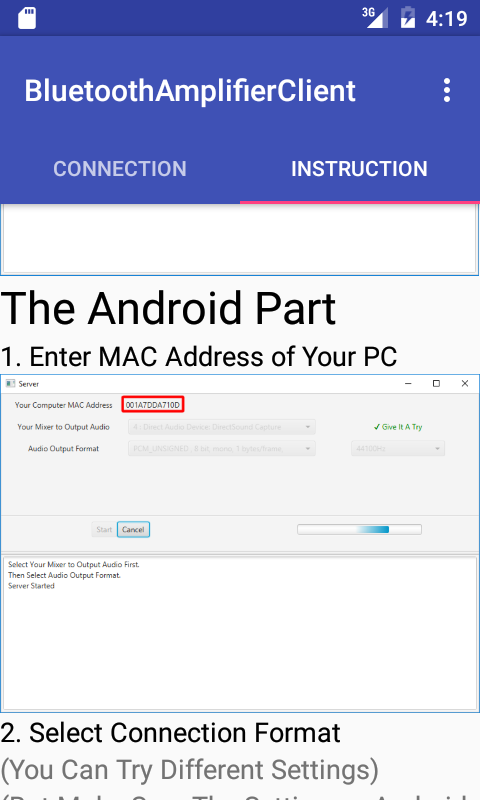 3G 4:19
BluetoothAmplifierClient
CONNECTION INSTRUCTION
The Android Part
1. Enter MAC Address of Your PC
Server
Your Computer MAC Address 001A7DDA710D
Your Mixer to Output Audio 4 : Direct Audio Device: DirectSound Capture ✓ Give It A Try
Audio Output Format PCM_UNSIGNED , 8 bit, mono, 1 bytes/frame, 44100Hz
Start Cancel
Select Your Mixer to Output Audio First.
Then Select Audio Output Format.
Server Started
2. Select Connection Format
(You Can Try Different Settings)